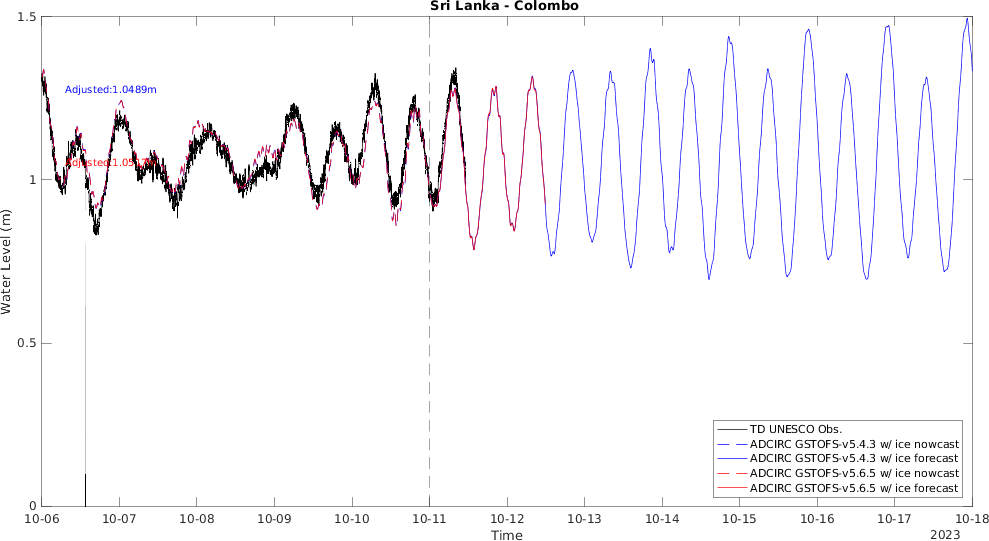 Sri Lanka - Colombo
1.5
1
0.5
0
Water Level (m)
Adjusted:1.0489m
10-06
10-07
10-08
10-09
10-10
10-11
10-12
10-13
10-14
10-15
10-16
10-17
10-18
Time
2023
TD UNESCO Obs.
ADCIRC GSTOFS-v5.4.3 w/ ice nowcast
ADCIRC GSTOFS-v5.4.3 w/ ice forecast
ADCIRC GSTOFS-v5.6.5 w/ ice nowcast
ADCIRC GSTOFS-v5.6.5 w/ ice forecast